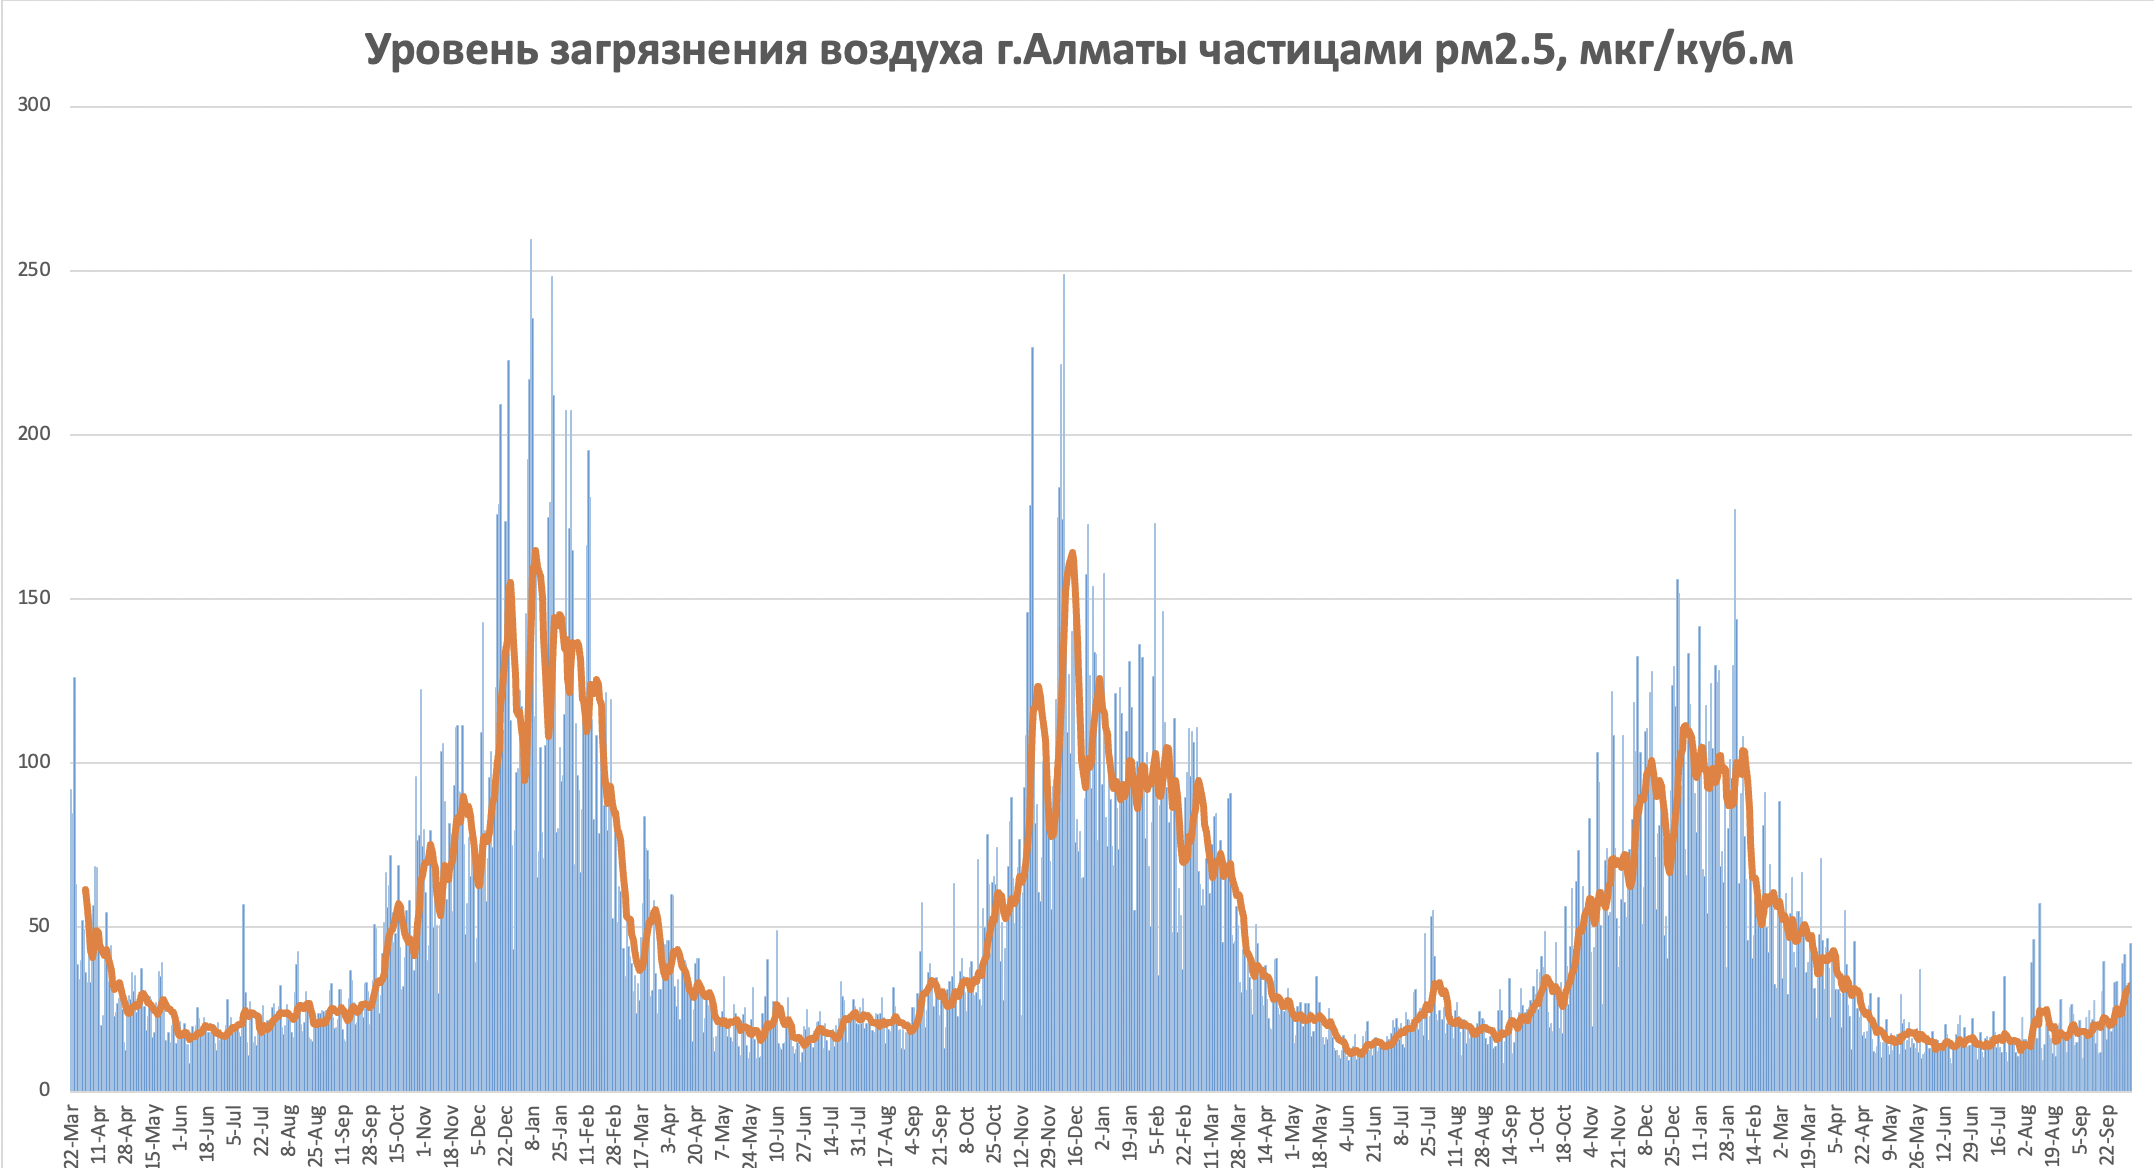 Уровень загрязнения воздуха г.Алматы частицами рм2.5, мкг/куб.м
300
250
200
150
100
50
0
22-Mar
11-Apr
28-Apr
15-May
1-Jun
18-Jun
5-Jul
22-Jul
8-Aug
25-Aug
11-Sep
28-Sep
15-Oct
1-Nov
18-Nov
5-Dec
22-Dec
8-Jan
25-Jan
11-Feb
28-Feb
17-Mar
3-Apr
20-Apr
7-May
24-May
10-Jun
27-Jun
14-Jul
31-Jul
17-Aug
4-Sep
21-Sep
8-Oct
25-Oct
12-Nov
29-Nov
16-Dec
2-Jan
19-Jan
5-Feb
22-Feb
11-Mar
28-Mar
14-Apr
1-May
18-May
4-Jun
21-Jun
8-Jul
25-Jul
11-Aug
28-Aug
14-Sep
1-Oct
18-Oct
4-Nov
21-Nov
8-Dec
25-Dec
11-Jan
28-Jan
14-Feb
2-Mar
19-Mar
5-Apr
22-Apr
9-May
26-May
12-Jun
29-Jun
16-Jul
2-Aug
19-Aug
5-Sep
22-Sep